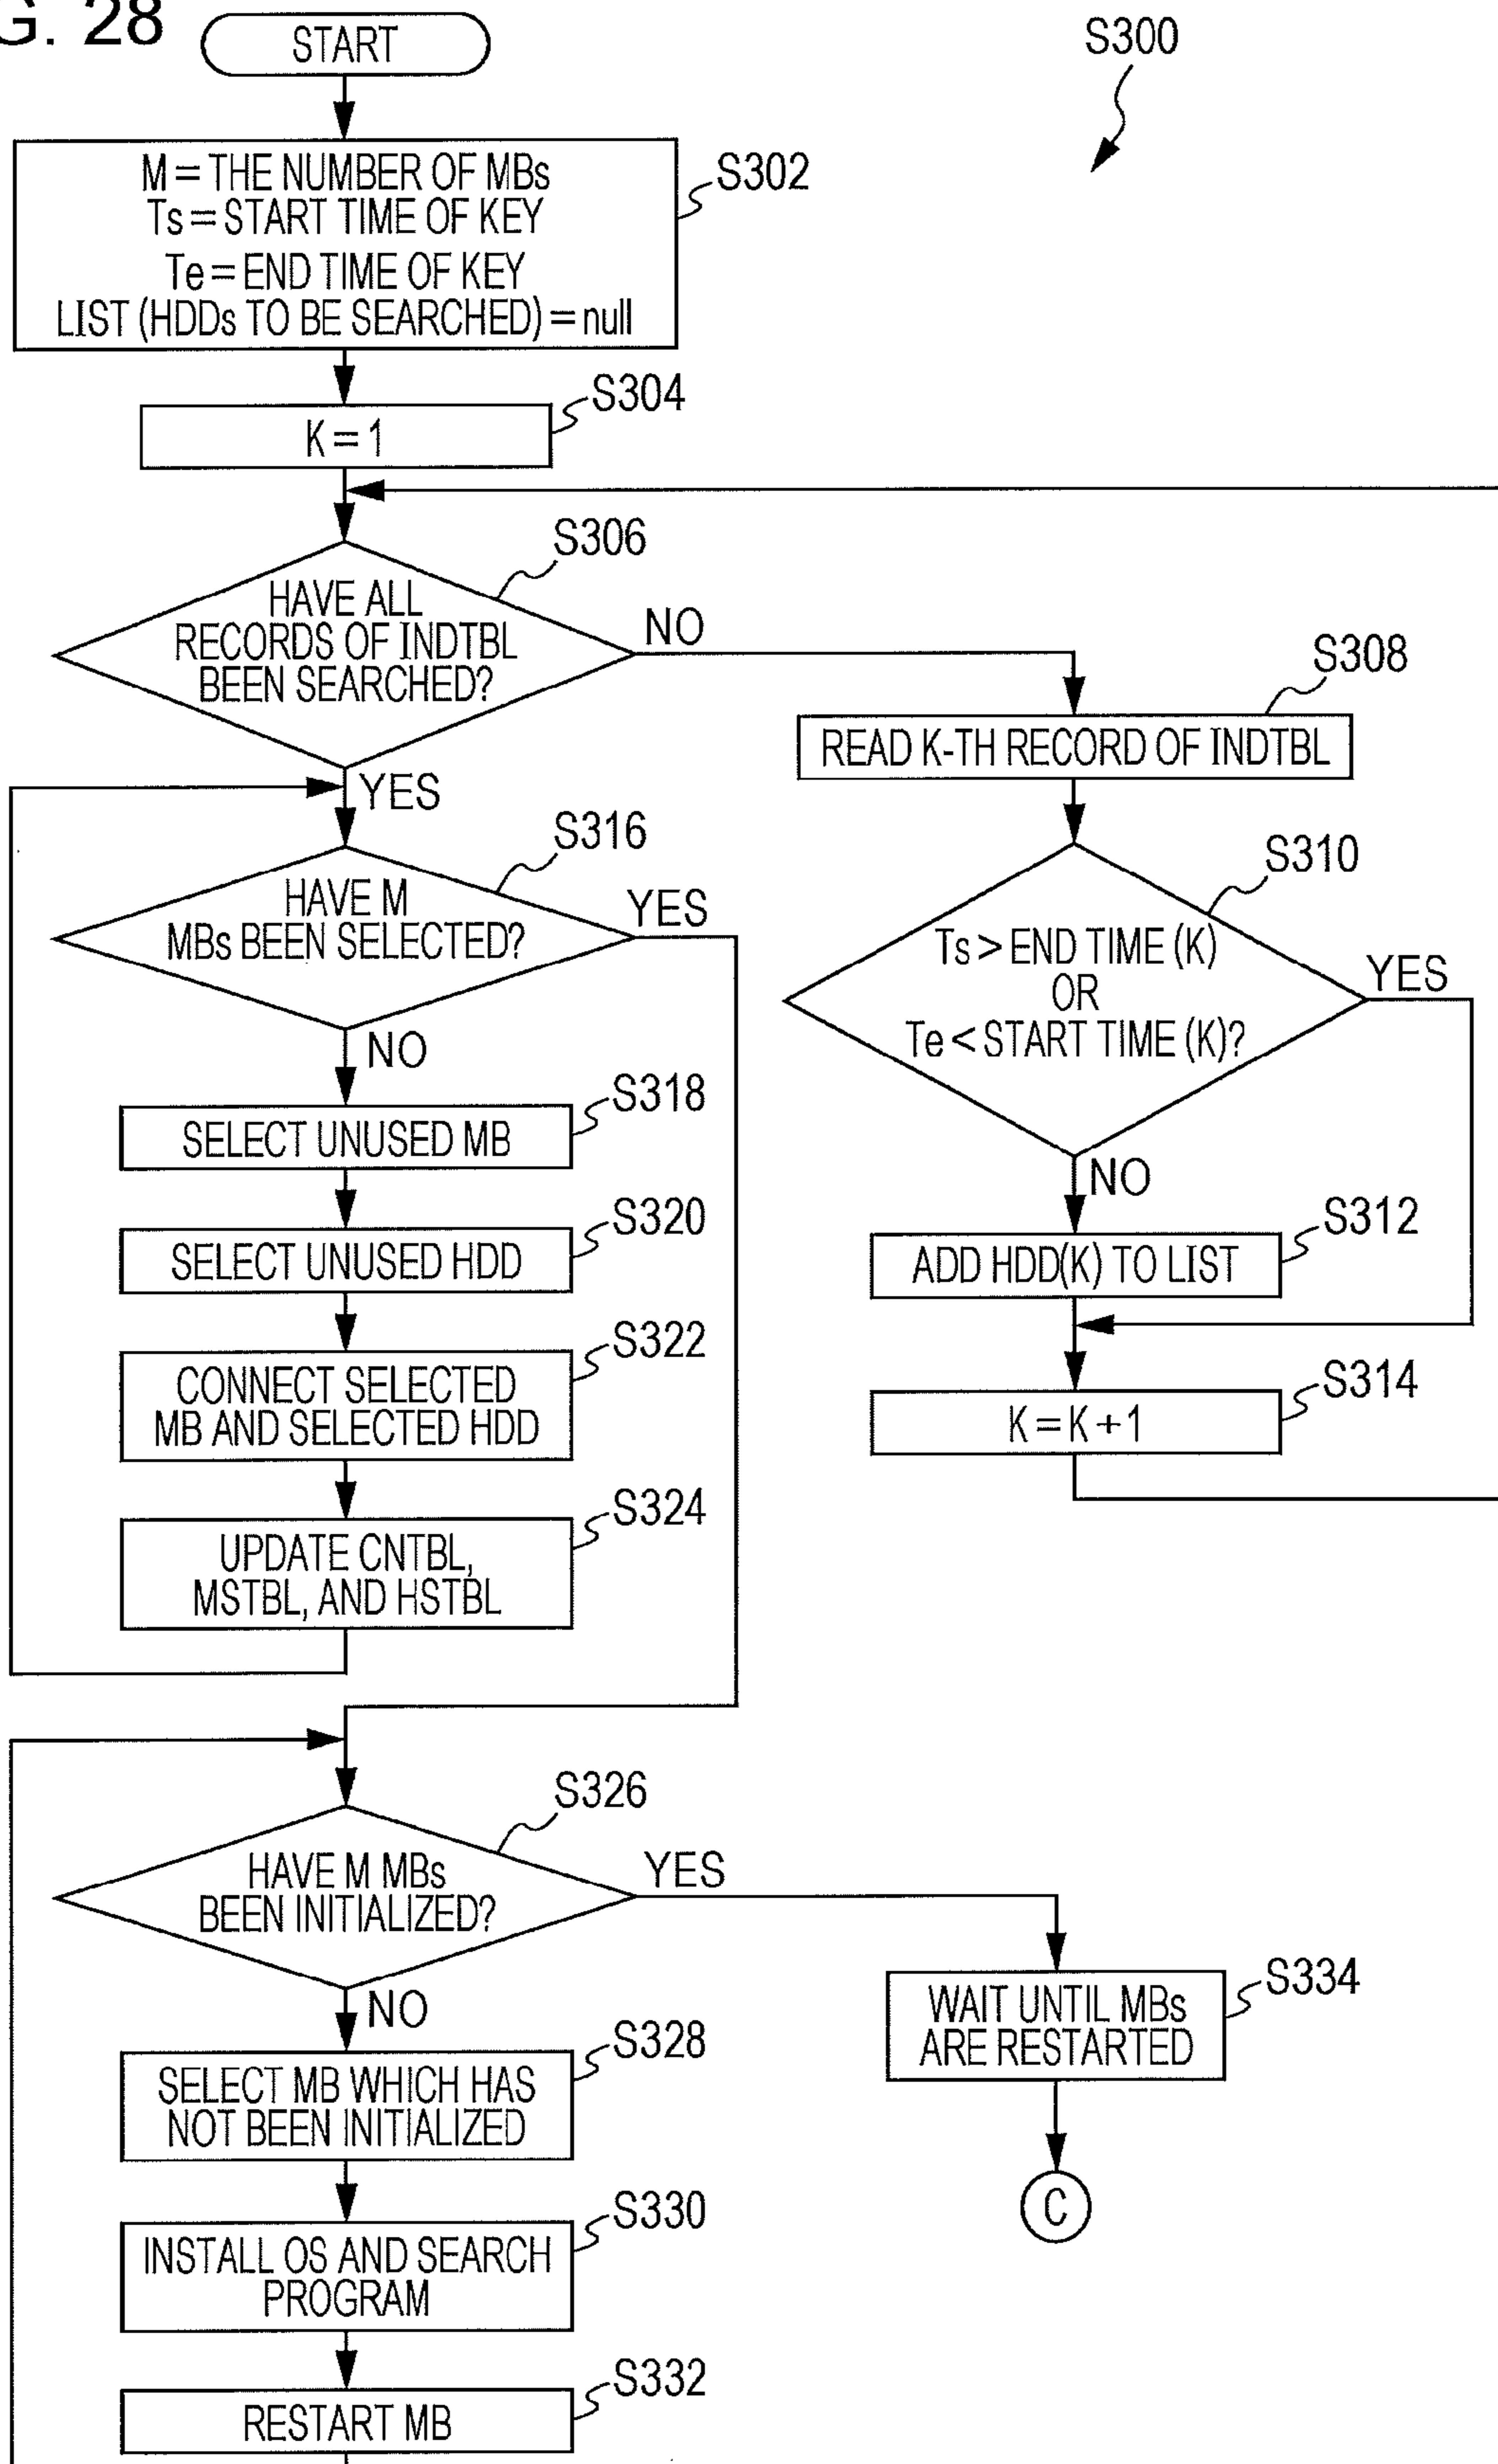 G. 28
START
S300
M = THE NUMBER OF MBs
Ts = START TIME OF KEY
Te = END TIME OF KEY
LIST (HDDs TO BE SEARCHED) = null
S302
K = 1
S304
HAVE ALL
RECORDS OF INDTBL
BEEN SEARCHED?
S306
NO
YES
READ K-TH RECORD OF INDTBL
S308
Ts > END TIME (K)
OR
Te < START TIME (K)?
S310
YES
NO
ADD HDD(K) TO LIST
S312
K = K + 1
S314
HAVE M
MBs BEEN SELECTED?
S316
YES
NO
SELECT UNUSED MB
S318
SELECT UNUSED HDD
S320
CONNECT SELECTED
MB AND SELECTED HDD
S322
UPDATE CNTBL,
MSTBL, AND HSTBL
S324
HAVE M MBs
BEEN INITIALIZED?
S326
YES
NO
SELECT MB WHICH HAS
NOT BEEN INITIALIZED
S328
INSTALL OS AND SEARCH
PROGRAM
S330
RESTART MB
S332
WAIT UNTIL MBs
ARE RESTARTED
S334
C